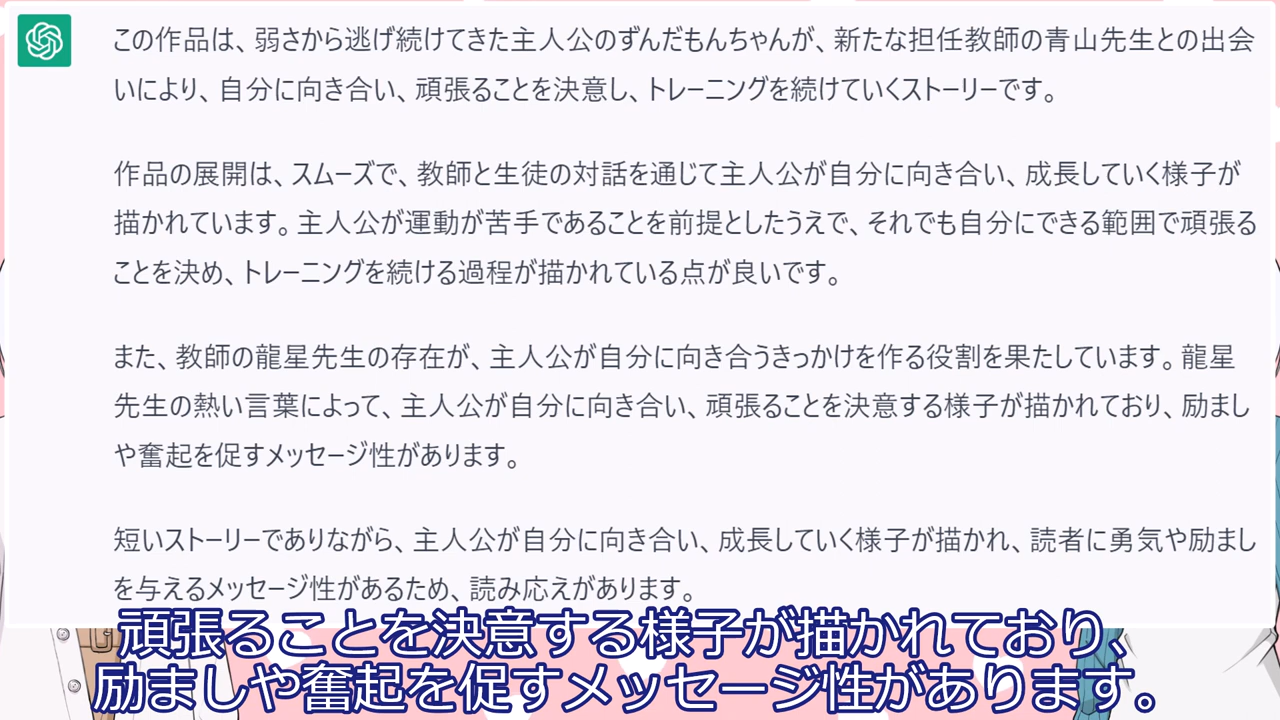 この作品は、弱さから逃げ続けてきた主人公のずんだもんちゃんが、新たな担任教師の青山先生との出会
いにより、自分に向き合い、頑張ることを決意し、トレーニングを続けていくストーリーです。
作品の展開は、スムーズで、教師と生徒の対話を通じて主人公が自分に向き合い、成長していく様子が
描かれています。主人公が運動が苦手であることを前提としたうえで、それでも自分にできる範囲で頑張る
ことを決め、トレーニングを続ける過程が描かれている点が良いです。
また、教師の龍星先生の存在が、主人公が自分に向き合うきっかけを作る役割を果たしています。龍星
先生の熱い言葉によって、主人公が自分に向き合い、頑張ることを決意する様子が描かれており、励まし
や奮起を促すメッセージ性があります。
短いストーリーでありながら、主人公が自分に向き合い、成長していく様子が描かれ、読者に勇気や励まし
を与えるメッセージ性があるため、読み応えがあります。
頑張ることを決意する様子が描かれており、
励ましや奮起を促すメッセージ性があります。